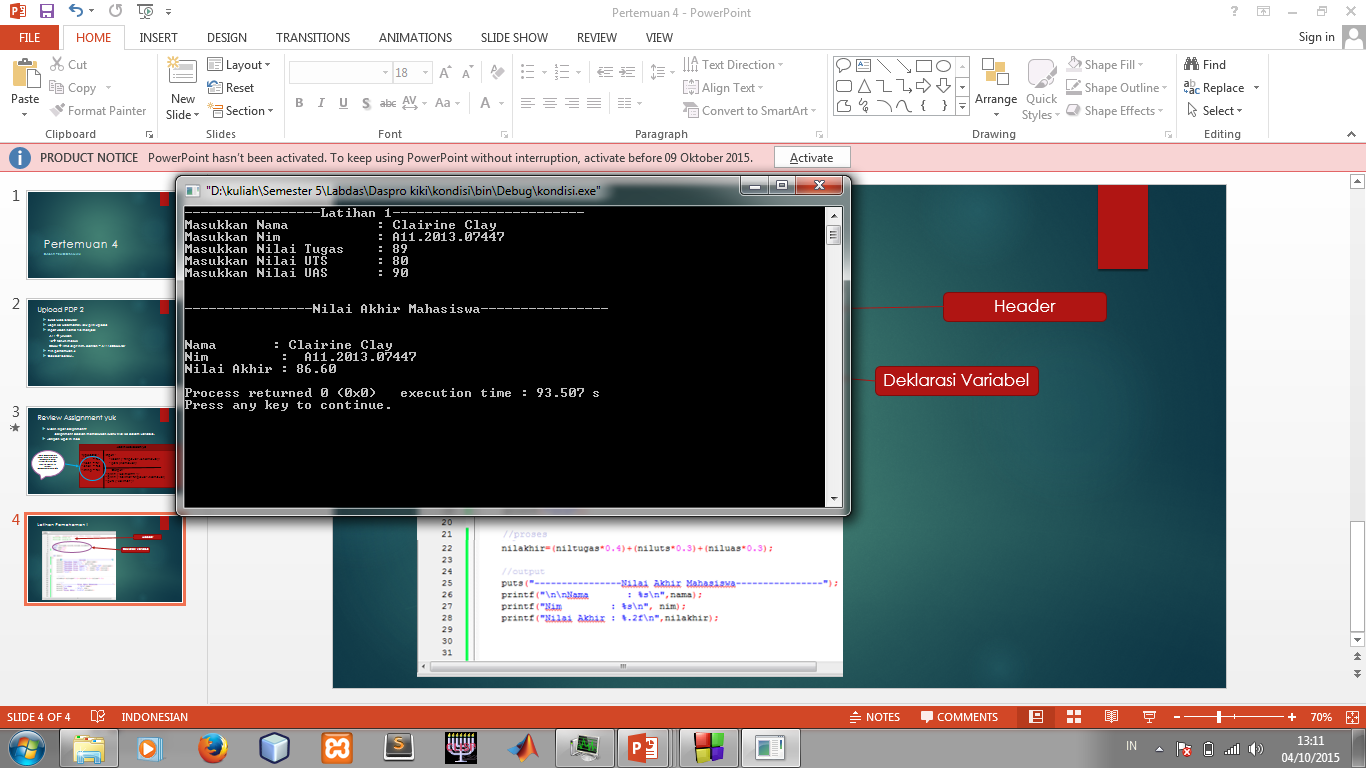 Pertemuan 4 - PowerPoint
FILE HOME INSERT DESIGN TRANSITIONS ANIMATIONS SLIDE SHOW REVIEW VIEW Sign in
Paste
Cut
Copy
Format Painter
Clipboard
New Slide
Layout
Reset
Section
Slides
18
B I U S abc AV Aa A
Font
Text Direction
Align Text
Convert to SmartArt
Paragraph
Arrange
Quick Styles
Shape Fill
Shape Outline
Shape Effects
Drawing
Find
Replace
Select
Editing
PRODUCT NOTICE PowerPoint hasn't been activated. To keep using PowerPoint without interruption, activate before 09 Oktober 2015. Activate
1
Pertemuan 4
2
Upload PDP 2
3
Review Assignment yuk
4
Latihan Pemahaman 1
"D:\kuliah\Semester 5\Labdas\Daspro kiki\kondisi\bin\Debug\kondisi.exe"
-----------------Latihan 1------------------------
Masukkan Nama : Clairine Clay
Masukkan Nim : A11.2013.07447
Masukkan Nilai Tugas : 89
Masukkan Nilai UTS : 80
Masukkan Nilai UAS : 90
----------------Nilai Akhir Mahasiswa----------------
Nama : Clairine Clay
Nim : A11.2013.07447
Nilai Akhir : 86.60
Process returned 0 (0x0) execution time : 93.507 s
Press any key to continue.
Header
Deklarasi Variabel
20
21 //proses
22 nilakhir=(niltugas*0.4)+(niluts*0.3)+(niluas*0.3);
23
24 //output
25 puts("----------------Nilai Akhir Mahasiswa----------------");
26 printf("\n\nNama : %s\n",nama);
27 printf("Nim : %s\n", nim);
28 printf("Nilai Akhir : %.2f\n",nilakhir);
29
30
31
SLIDE 4 OF 4 INDONESIAN NOTES COMMENTS 70%
IN 13:11
04/10/2015